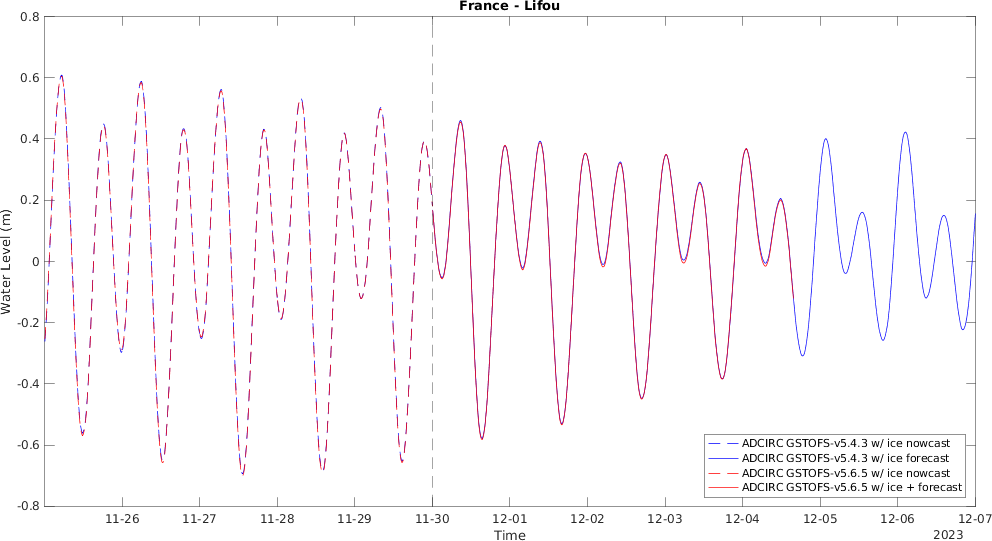 France - Lifou
0.8
0.6
0.4
0.2
0
-0.2
-0.4
-0.6
-0.8
Water Level (m)
ADCIRC GSTOFS-v5.4.3 w/ ice nowcast
ADCIRC GSTOFS-v5.4.3 w/ ice forecast
ADCIRC GSTOFS-v5.6.5 w/ ice nowcast
ADCIRC GSTOFS-v5.6.5 w/ ice + forecast
11-26 11-27 11-28 11-29 11-30 12-01 12-02 12-03 12-04 12-05 12-06 12-07
Time
2023